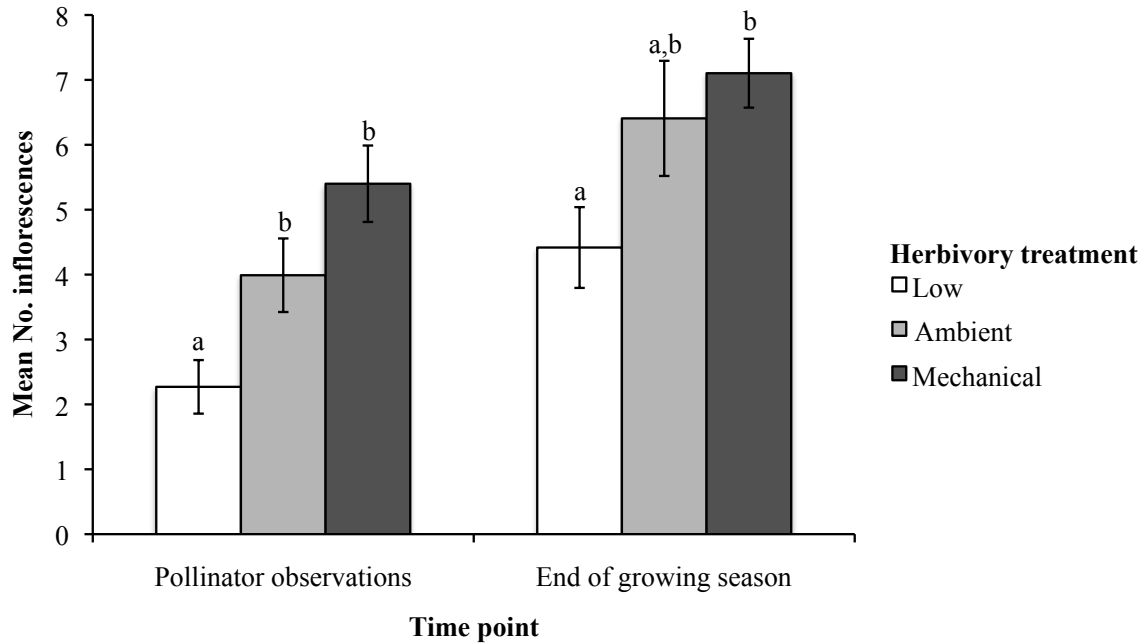 Mean No. inflorescences
8
7
6
5
4
3
2
1
0
a
b
b
a
a,b
b
Pollinator observations
End of growing season
Time point
Herbivory treatment
Low
Ambient
Mechanical